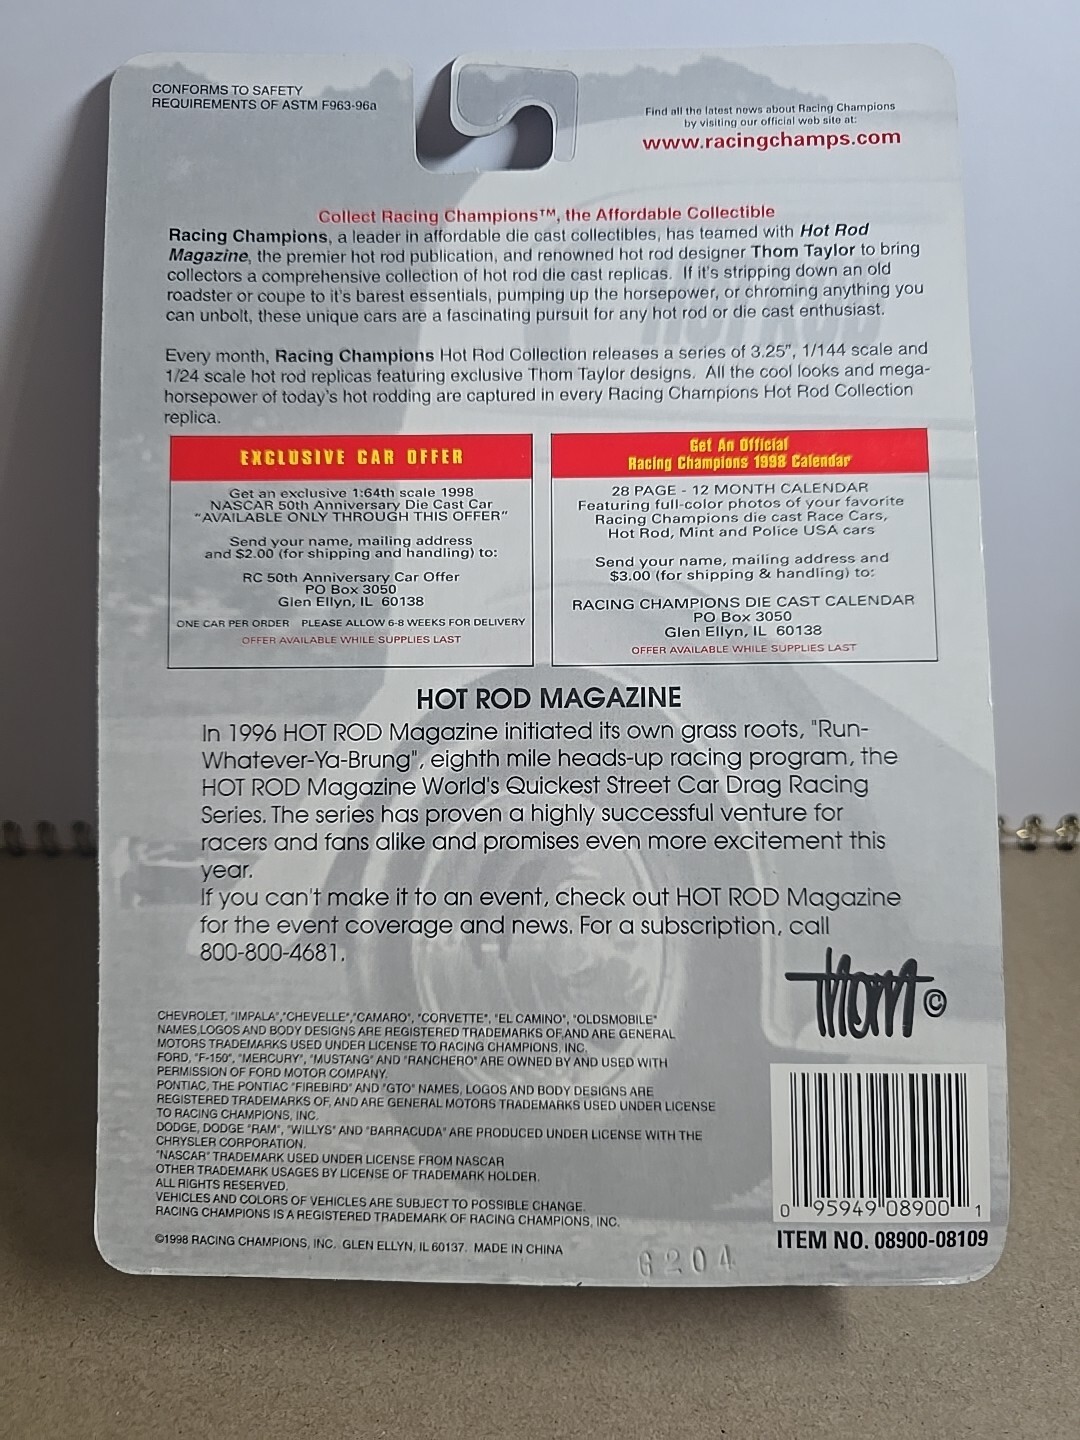 CONFORMS TO SAFETY
REQUIREMENTS OF ASTM F963-96a
Find all the latest news about Racing Champions
by visiting our official web site at:
www.racingchamps.com
Collect Racing Champions™, the Affordable Collectible
Racing Champions, a leader in affordable die cast collectibles, has teamed with Hot Rod
Magazine, the premier hot rod publication, and renowned hot rod designer Thom Taylor to bring
collectors a comprehensive collection of hot rod die cast replicas. If it's stripping down an old
roadster or coupe to it's barest essentials, pumping up the horsepower, or chroming anything you
can unbolt, these unique cars are a fascinating pursuit for any hot rod or die cast enthusiast.
Every month, Racing Champions Hot Rod Collection releases a series of 3.25", 1/144 scale and
1/24 scale hot rod replicas featuring exclusive Thom Taylor designs. All the cool looks and mega-
horsepower of today's hot rodding are captured in every Racing Champions Hot Rod Collection
replica.
EXCLUSIVE CAR OFFER
Get an exclusive 1:64th scale 1998
NASCAR 50th Anniversary Die Cast Car
"AVAILABLE ONLY THROUGH THIS OFFER"
Send your name, mailing address
and $2.00 (for shipping and handling) to:
RC 50th Anniversary Car Offer
PO Box 3050
Glen Ellyn, IL 60138
ONE CAR PER ORDER PLEASE ALLOW 6-8 WEEKS FOR DELIVERY
OFFER AVAILABLE WHILE SUPPLIES LAST
Get An Official
Racing Champions 1998 Calendar
28 PAGE - 12 MONTH CALENDAR
Featuring full-color photos of your favorite
Racing Champions die cast Race Cars,
Hot Rod, Mint and Police USA cars
Send your name, mailing address and
$3.00 (for shipping & handling) to:
RACING CHAMPIONS DIE CAST CALENDAR
PO Box 3050
Glen Ellyn, IL 60138
OFFER AVAILABLE WHILE SUPPLIES LAST
HOT ROD MAGAZINE
In 1996 HOT ROD Magazine initiated its own grass roots, "Run-
Whatever-Ya-Brung", eighth mile heads-up racing program, the
HOT ROD Magazine World's Quickest Street Car Drag Racing
Series. The series has proven a highly successful venture for
racers and fans alike and promises even more excitement this
year.
If you can't make it to an event, check out HOT ROD Magazine
for the event coverage and news. For a subscription, call
800-800-4681.
Thom ©
CHEVROLET, "IMPALA","CHEVELLE","CAMARO", "CORVETTE", "EL CAMINO", "OLDSMOBILE"
NAMES,LOGOS AND BODY DESIGNS ARE REGISTERED TRADEMARKS OF,AND ARE GENERAL
MOTORS TRADEMARKS USED UNDER LICENSE TO RACING CHAMPIONS, INC.
FORD, "F-150", "MERCURY", "MUSTANG" AND "RANCHERO" ARE OWNED BY AND USED WITH
PERMISSION OF FORD MOTOR COMPANY.
PONTIAC, THE PONTIAC "FIREBIRD" AND "GTO" NAMES, LOGOS AND BODY DESIGNS ARE
REGISTERED TRADEMARKS OF, AND ARE GENERAL MOTORS TRADEMARKS USED UNDER LICENSE
TO RACING CHAMPIONS, INC.
DODGE, DODGE "RAM", "WILLYS" AND "BARRACUDA" ARE PRODUCED UNDER LICENSE WITH THE
CHRYSLER CORPORATION.
"NASCAR" TRADEMARK USED UNDER LICENSE FROM NASCAR
OTHER TRADEMARK USAGES BY LICENSE OF TRADEMARK HOLDER.
ALL RIGHTS RESERVED.
VEHICLES AND COLORS OF VEHICLES ARE SUBJECT TO POSSIBLE CHANGE.
RACING CHAMPIONS IS A REGISTERED TRADEMARK OF RACING CHAMPIONS, INC.
©1998 RACING CHAMPIONS, INC. GLEN ELLYN, IL 60137. MADE IN CHINA
0 95949 08900 1
ITEM NO. 08900-08109
6204